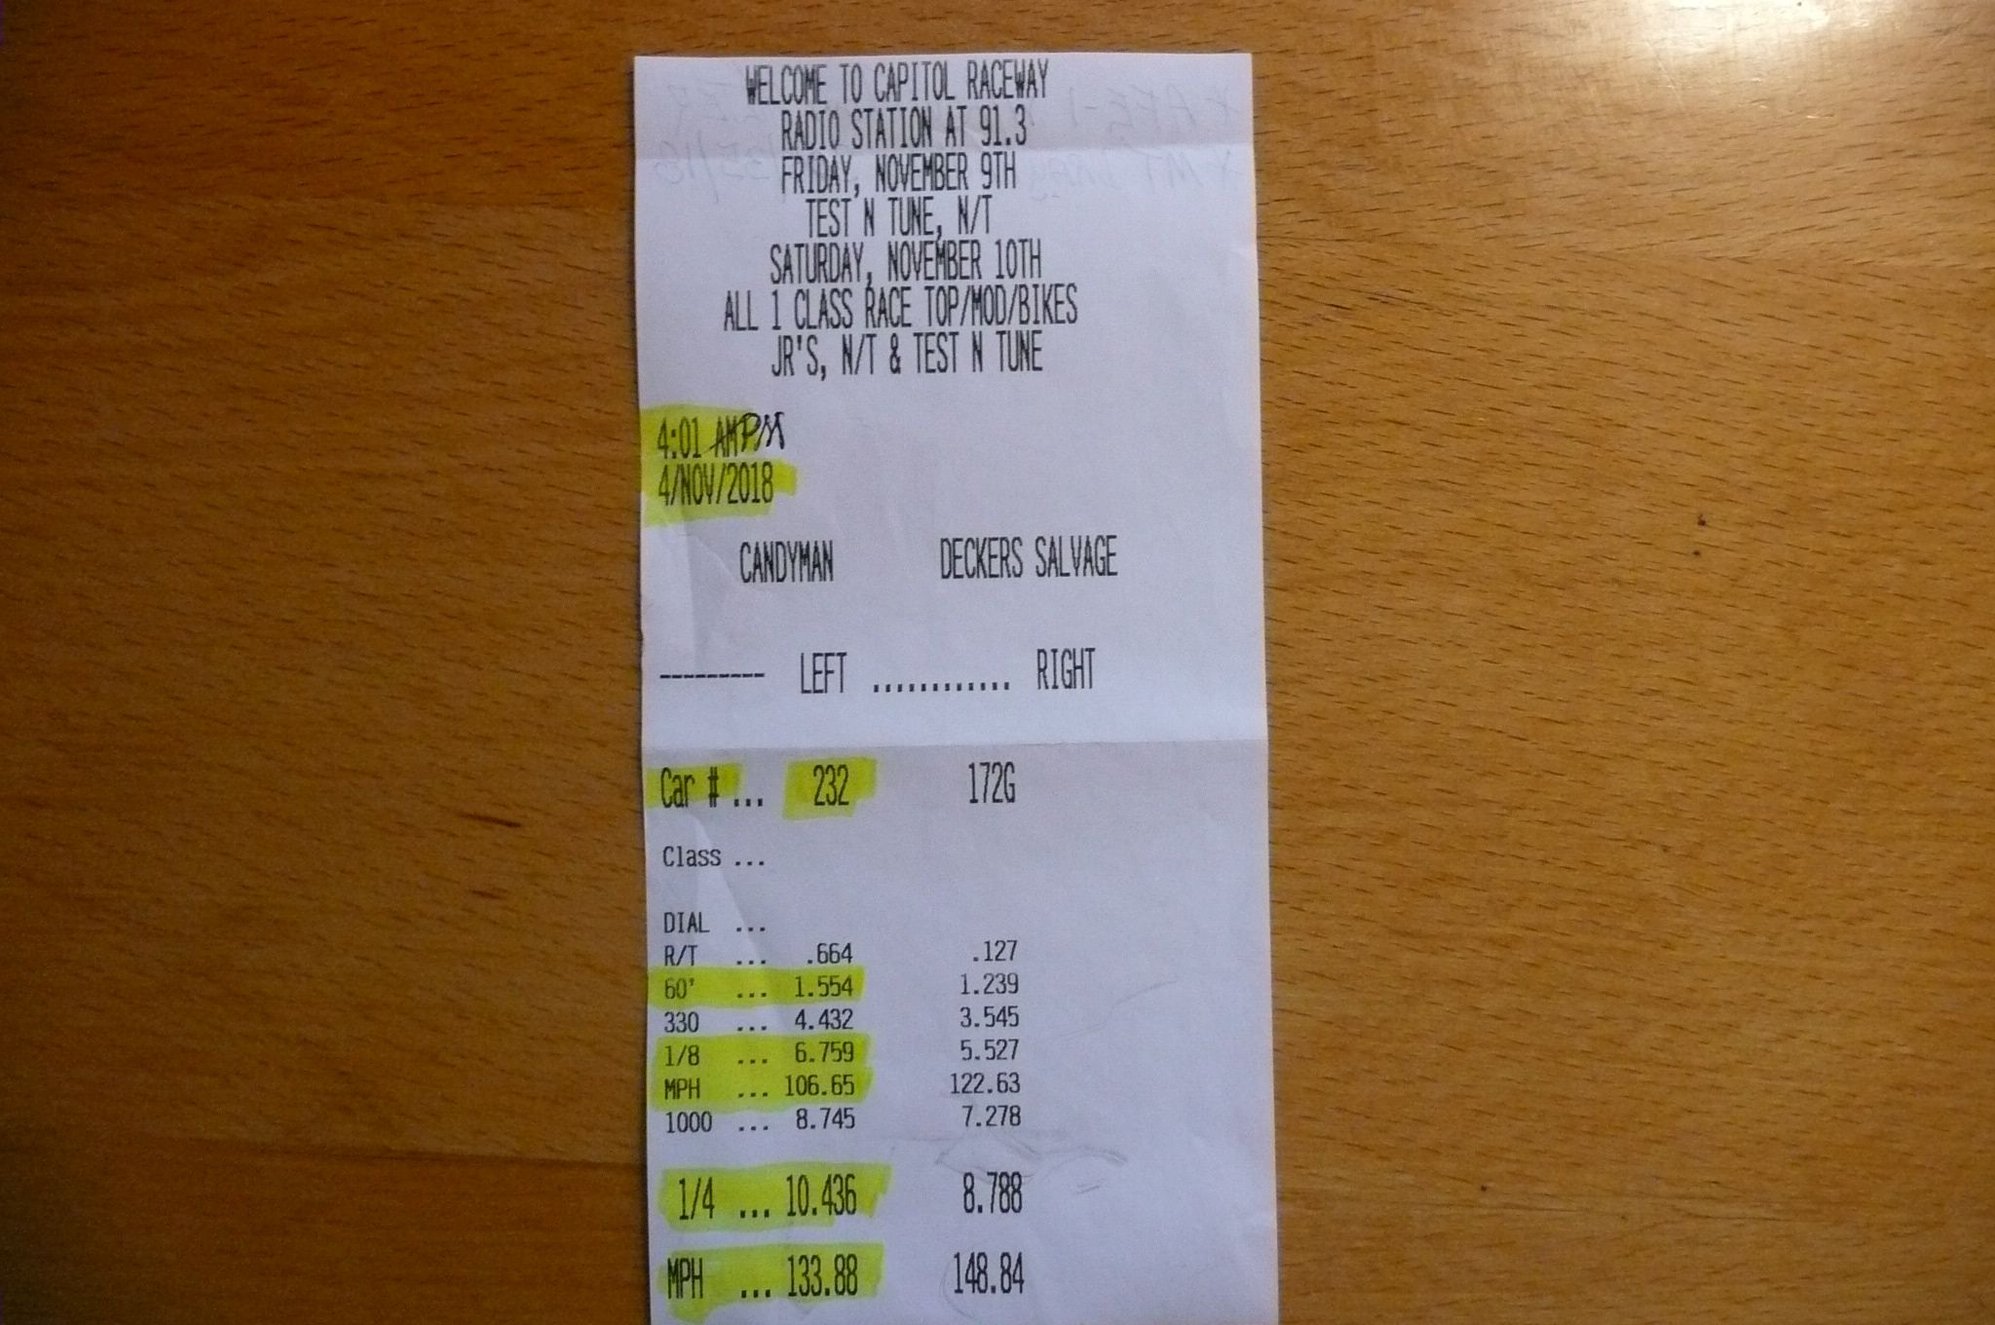 WELCOME TO CAPITOL RACEWAY
RADIO STATION AT 91.3
FRIDAY, NOVEMBER 9TH
TEST N TUNE, N/T
SATURDAY, NOVEMBER 10TH
ALL 1 CLASS RACE TOP/MOD/BIKES
JR'S, N/T & TEST N TUNE
4:01 AM PM
4/NOV/2018
CANDYMAN DECKERS SALVAGE
--------- LEFT ............ RIGHT
Car # ... 232 172G
Class ...
DIAL ...
R/T ... .664 .127
60' ... 1.554 1.239
330 ... 4.432 3.545
1/8 ... 6.759 5.527
MPH ... 106.65 122.63
1000 ... 8.745 7.278
1/4 ... 10.436 8.788
MPH ... 133.88 148.84